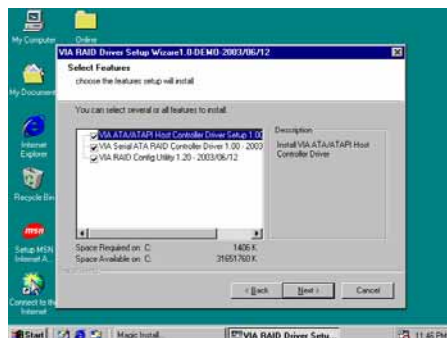 My Computer
Online
VIA RAID Driver Setup Wizare1.0-DEMO-2003/06/12
Select Features
choose the features setup will install
My Document
You can select several or all features to install.
VIA ATA/ATAPI Host Controller Driver Setup 1.00
VIA Serial ATA RAID Controller Driver 1.00 - 2003
VIA RAID Config Utility 1.20 - 2003/06/12
Description
Install VIA ATA/ATAPI Host
Controller Driver
Internet
Explorer
Recycle Bin
Setup MSN
Internet A...
msn
Space Required on C: 1406 K
Space Available on C: 31651760 K
< Back
Next >
Cancel
Connect to the
Internet
Start
Magic Install...
VIA RAID Driver Setu...
11:46 PM